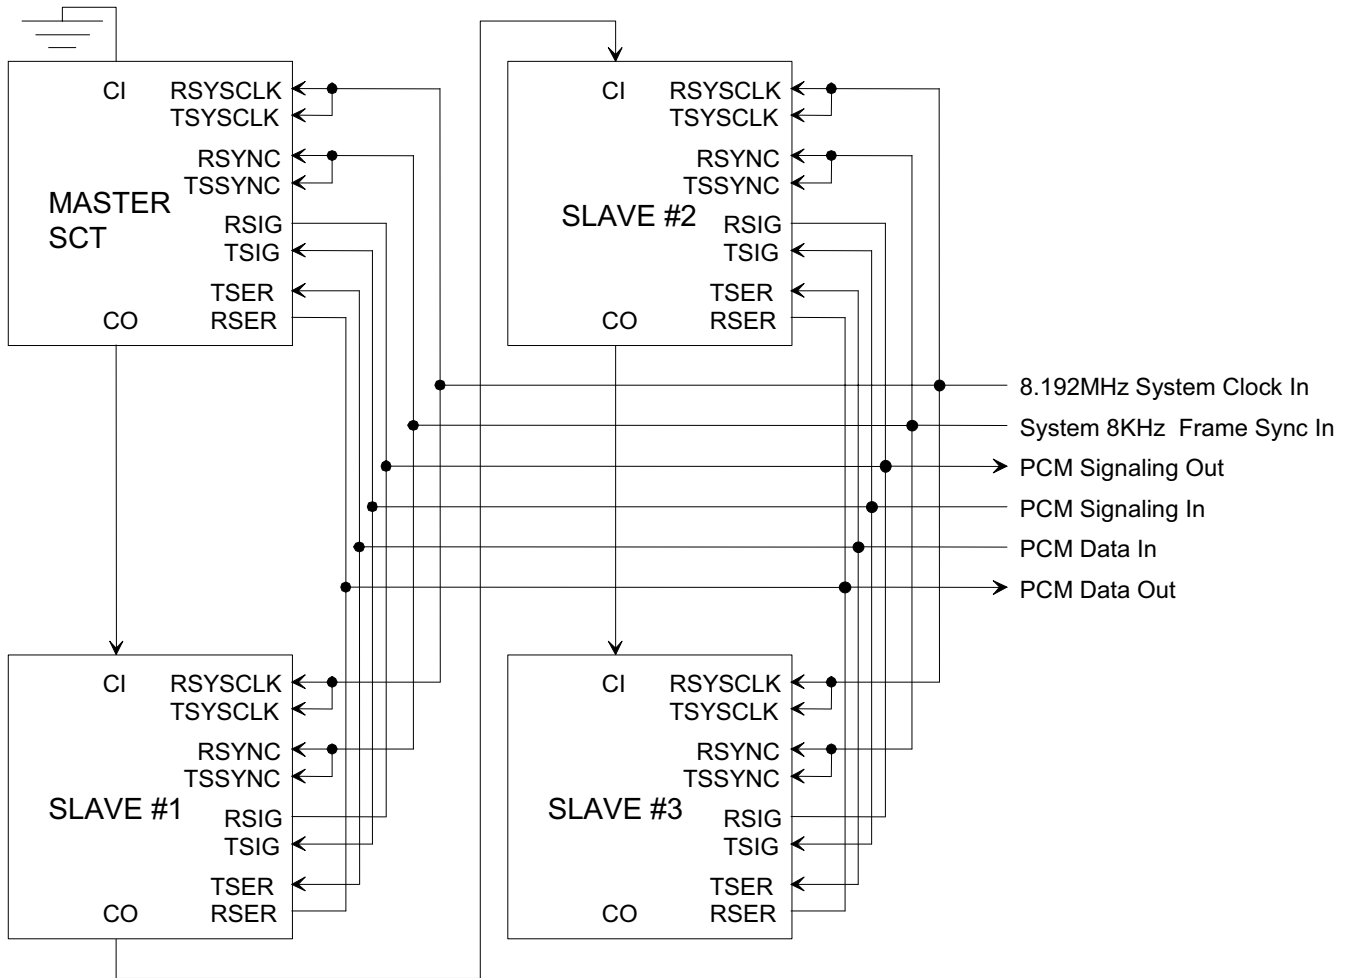 CI RSYSCLK
TSYSCLK
RSYNC
TSSYNC
MASTER
SCT
RSIG
TSIG
TSER
CO RSER
CI RSYSCLK
TSYSCLK
RSYNC
TSSYNC
SLAVE #2
RSIG
TSIG
TSER
CO RSER
8.192MHz System Clock In
System 8KHz Frame Sync In
PCM Signaling Out
PCM Signaling In
PCM Data In
PCM Data Out
CI RSYSCLK
TSYSCLK
RSYNC
TSSYNC
SLAVE #1
RSIG
TSIG
TSER
CO RSER
CI RSYSCLK
TSYSCLK
RSYNC
TSSYNC
SLAVE #3
RSIG
TSIG
TSER
CO RSER